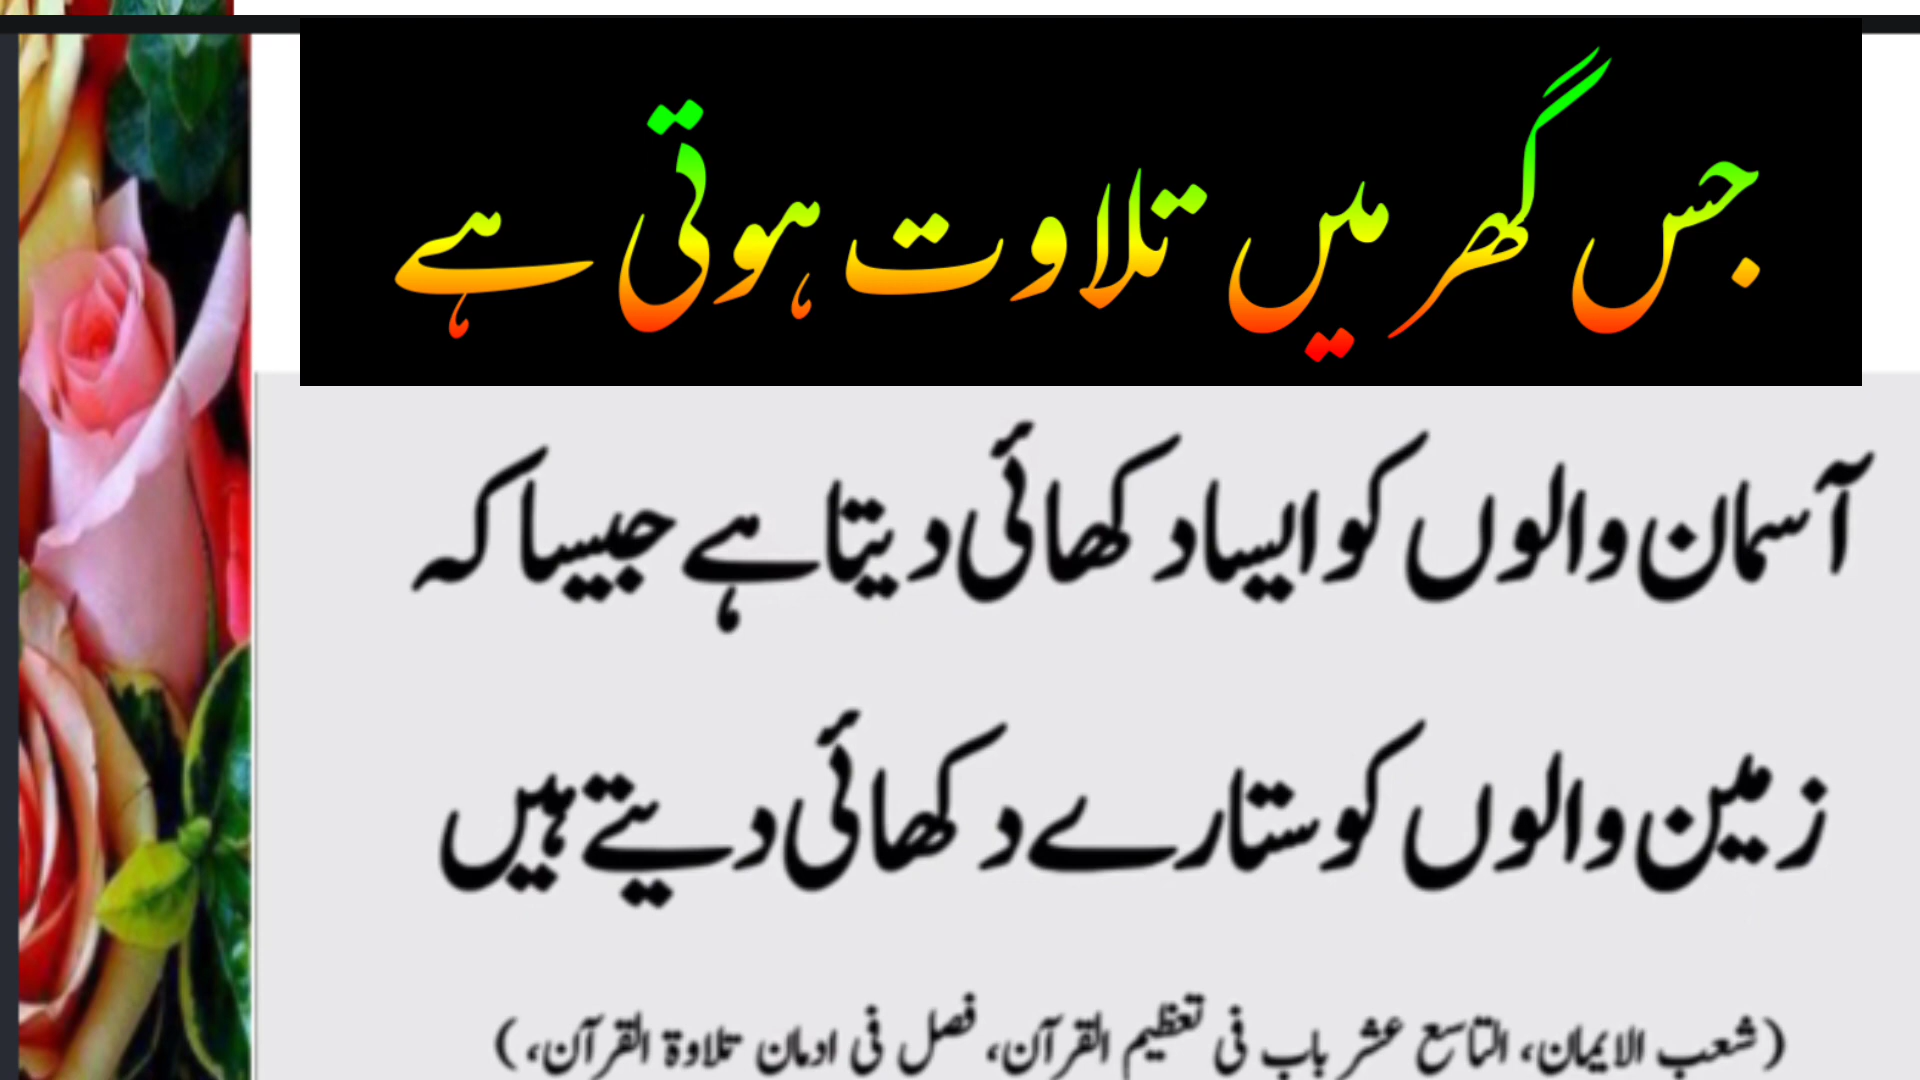 جس گھر میں تلاوت ہوتی ہے
آسمان والوں کو ایسا دکھائی دیتا ہے جیسا کہ
زمین والوں کو ستارے دکھائی دیتے ہیں
(شعب الایمان، التاسع عشر باب فی تعظیم القرآن، فصل فی ادمان تلاوة القرآن،)